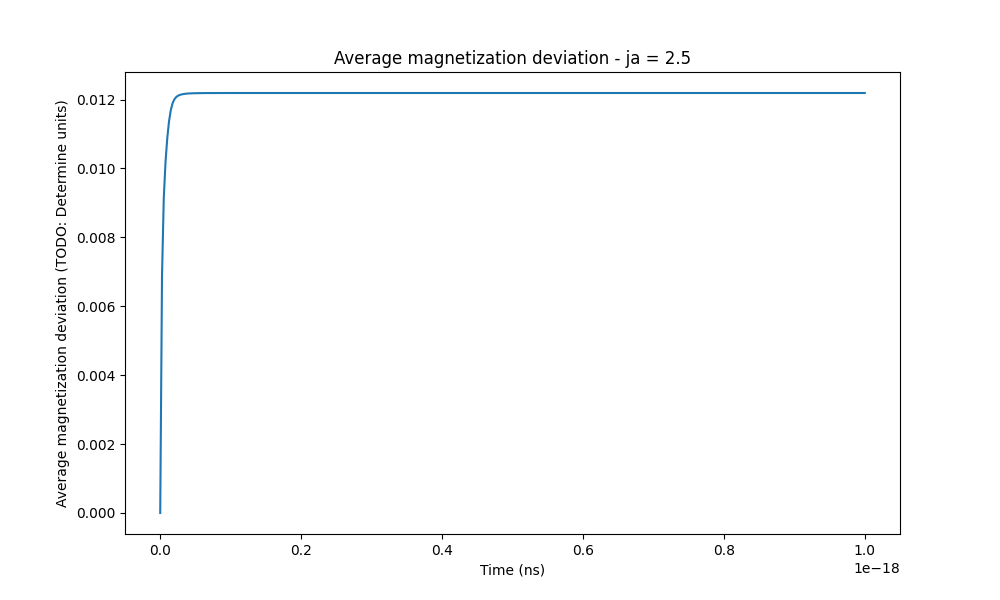 Average magnetization deviation - ja = 2.5
Average magnetization deviation (TODO: Determine units)
0.012
0.010
0.008
0.006
0.004
0.002
0.000
0.0 0.2 0.4 0.6 0.8 1.0
1e−18
Time (ns)